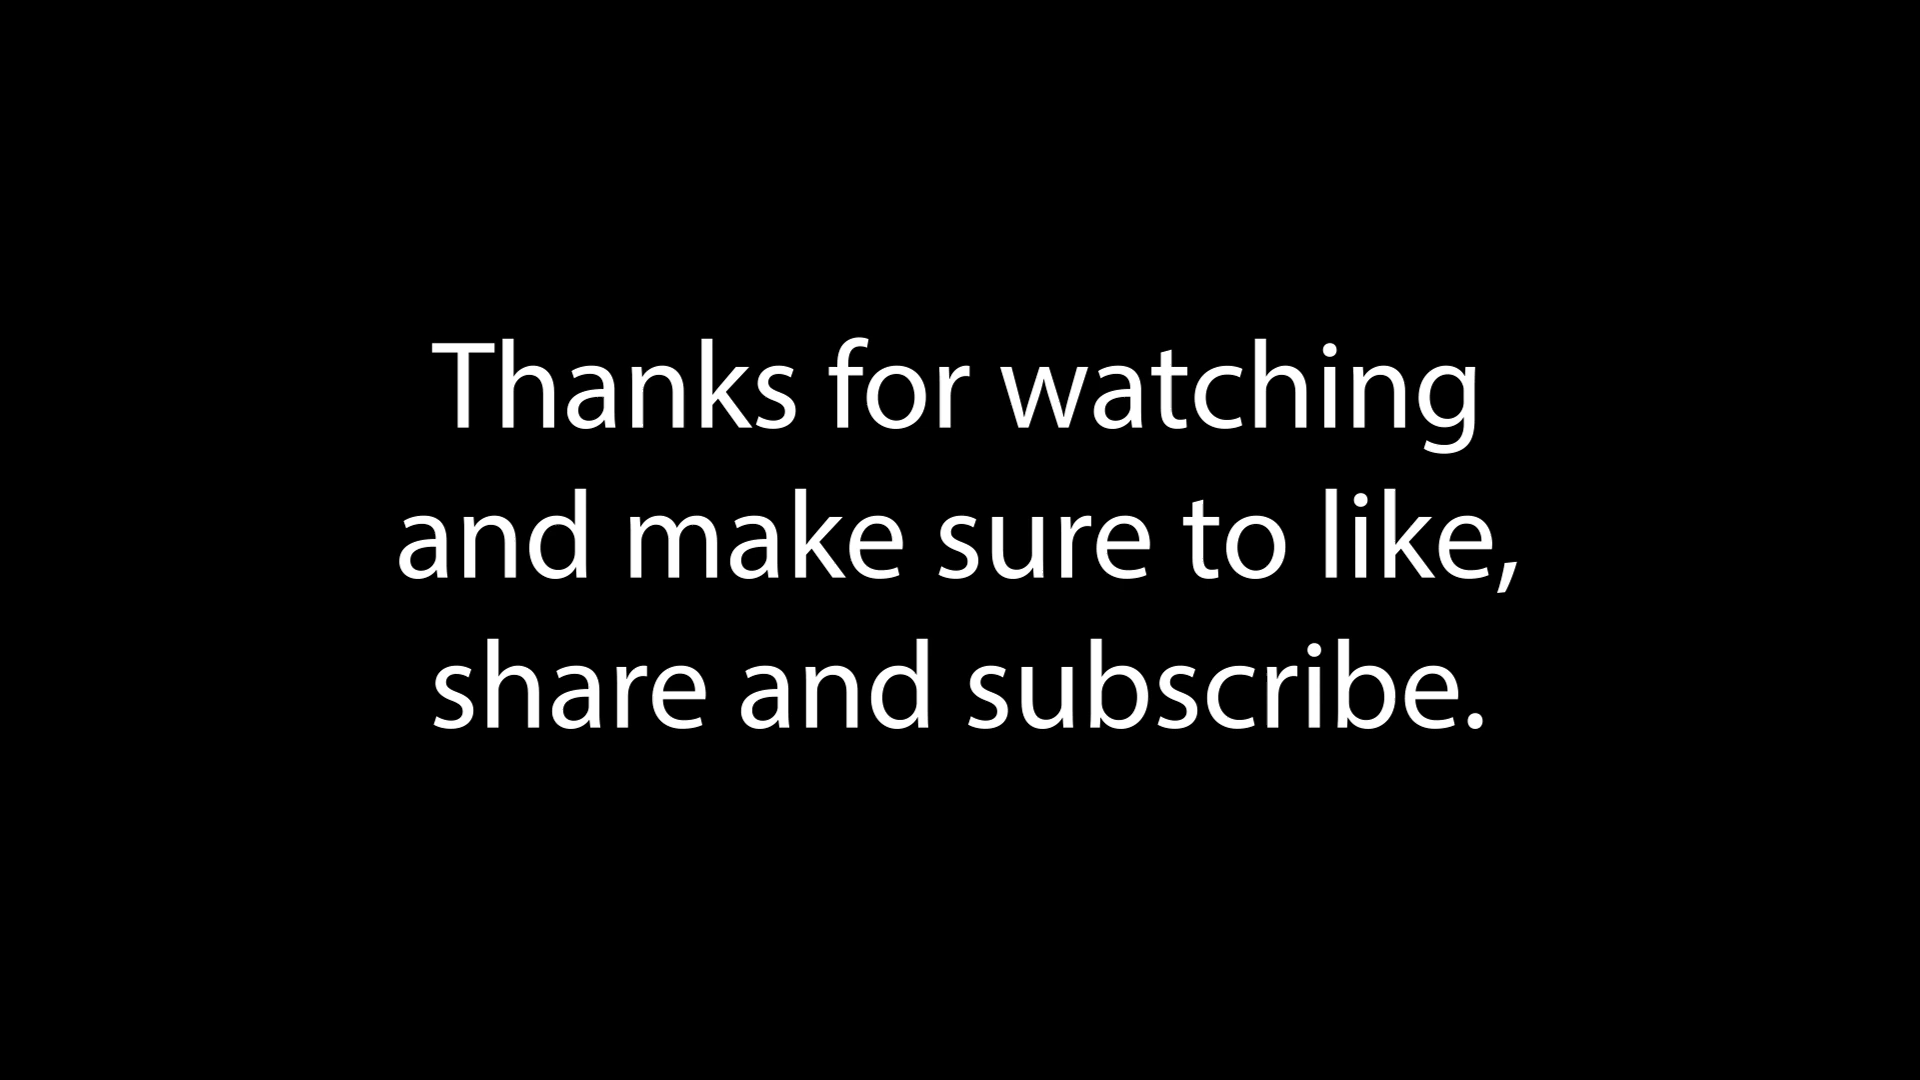 Thanks for watching
and make sure to like,
share and subscribe.